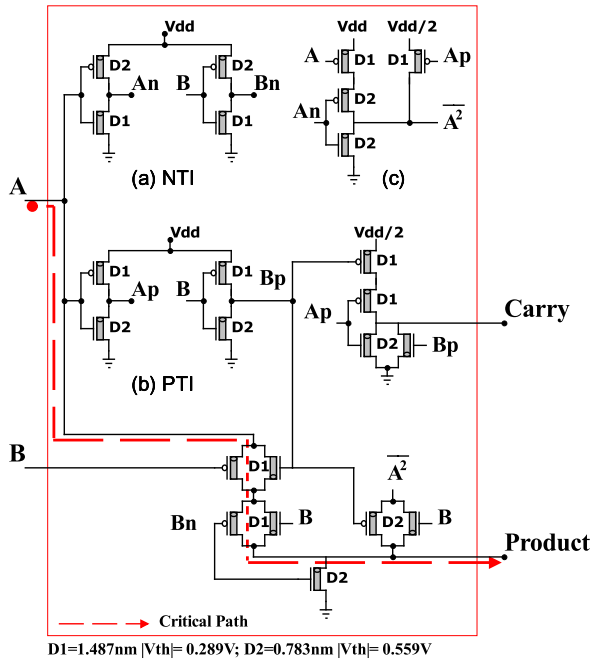 Vdd
D2
An
B
D2
Bn
D1
D1
(a) NTI
Vdd
Vdd/2
A
D1
D1
Ap
D2
An
D2
A²
(c)
A
Vdd
D1
Ap
B
D1
Bp
D2
D2
(b) PTI
Vdd/2
D1
D1
Ap
Carry
D2
Bp
B
D1
A²
Bn
D1
B
D2
B
Product
D2
Critical Path
D1=1.487nm |Vth|= 0.289V; D2=0.783nm |Vth|= 0.559V